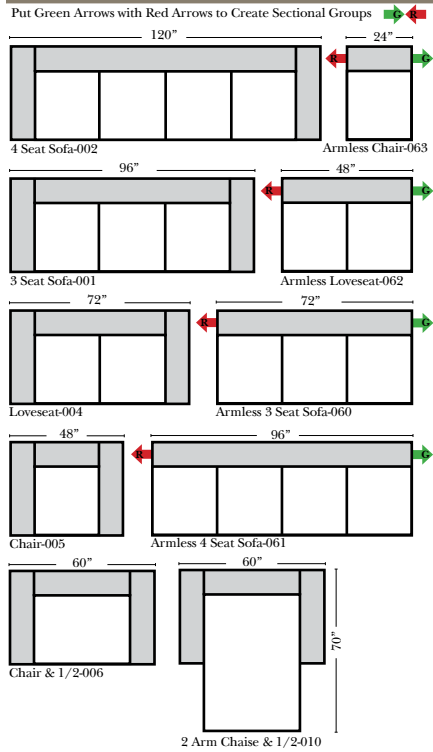 Put Green Arrows with Red Arrows to Create Sectional Groups G R
120” 24”
R G
4 Seat Sofa-002 Armless Chair-063
96” 48”
R G
3 Seat Sofa-001 Armless Loveseat-062
72” 72”
R G
Loveseat-004 Armless 3 Seat Sofa-060
48” 96”
R G
Chair-005 Armless 4 Seat Sofa-061
60” 60”
70”
Chair & 1/2-006
2 Arm Chaise & 1/2-010